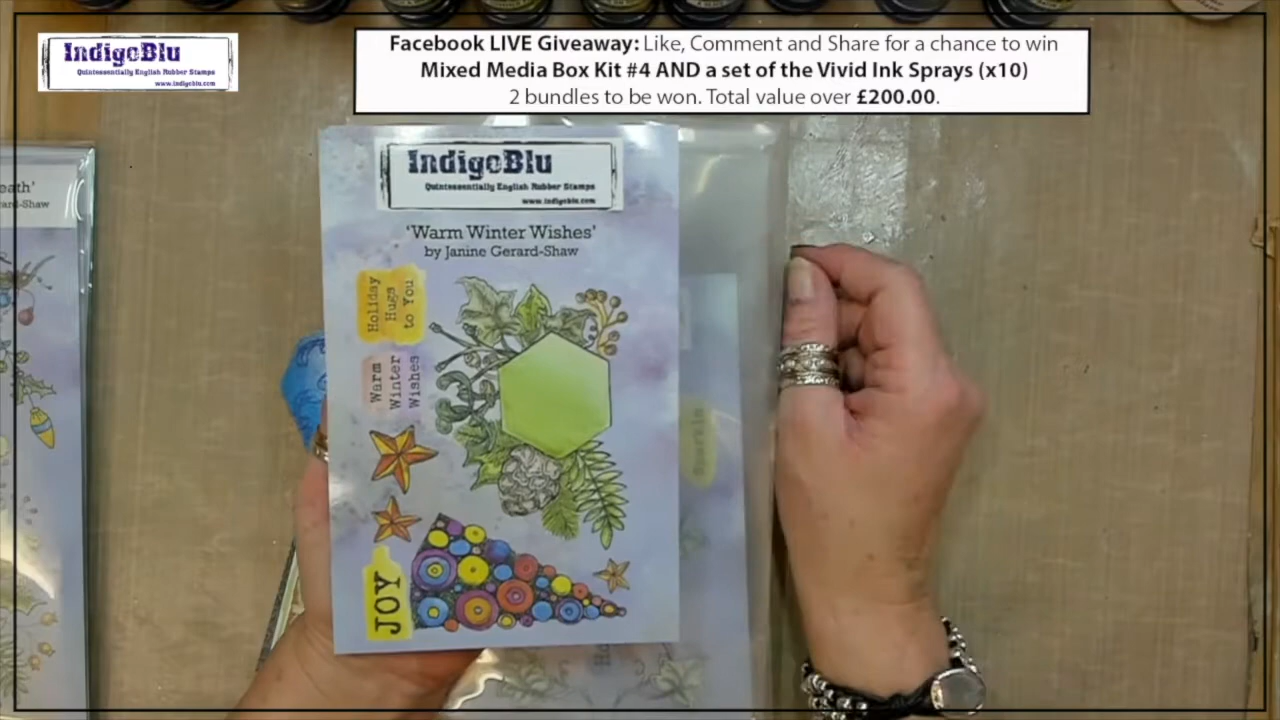 IndigoBlu
Quintessentially English Rubber Stamps
www.indigoblu.com
Facebook LIVE Giveaway: Like, Comment and Share for a chance to win
Mixed Media Box Kit #4 AND a set of the Vivid Ink Sprays (x10)
2 bundles to be won. Total value over £200.00.
IndigoBlu
Quintessentially English Rubber Stamps
www.indigoblu.com
'Warm Winter Wishes'
by Janine Gerard-Shaw
Holiday
Hugs
to You
Warm
Winter
Wishes
JOY
eath'
rard-Shaw